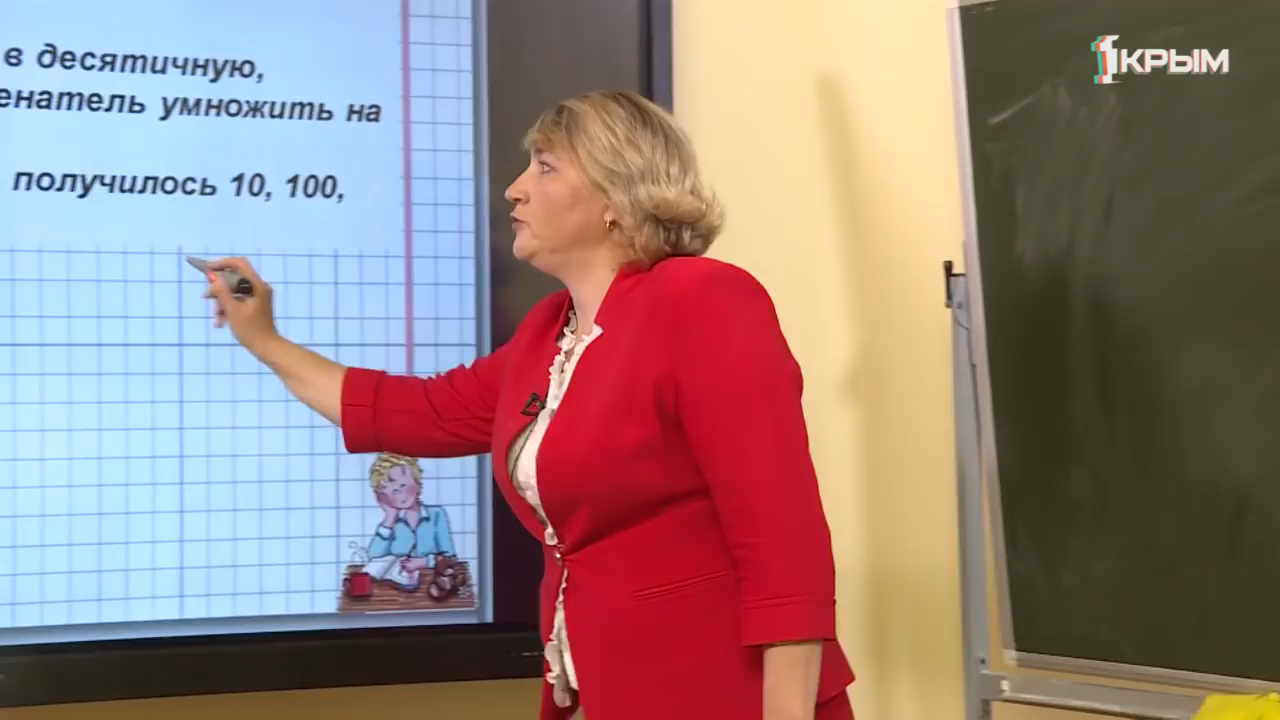 в десятичную,
енатель умножить на
получилось 10, 100,
1КРЫМ